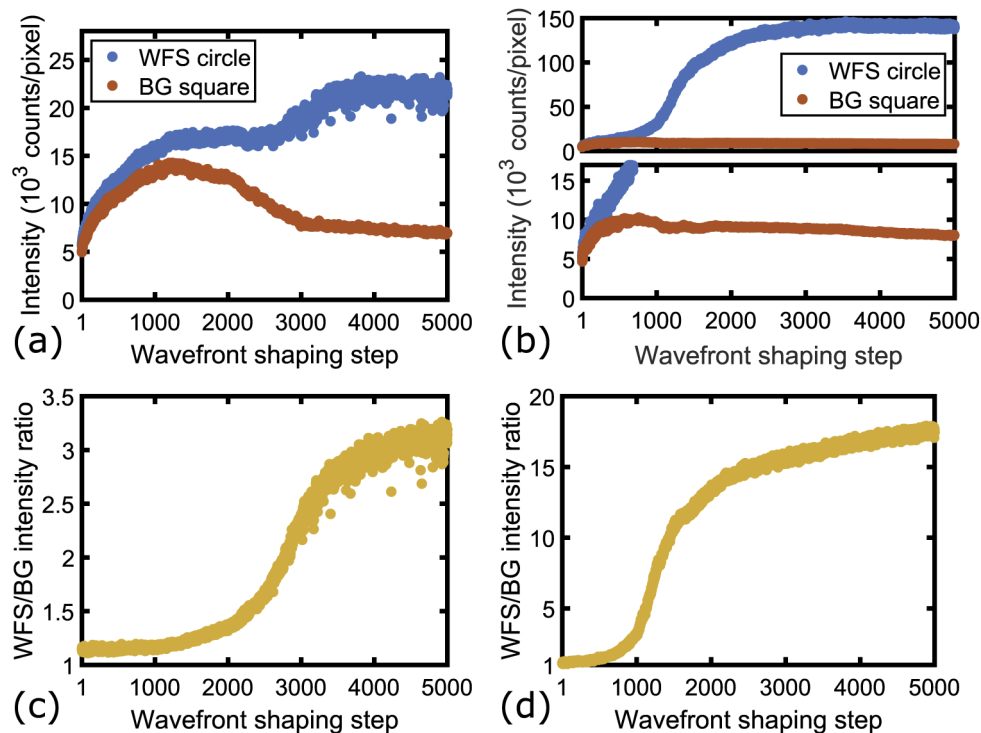 25
20
15
10
5
0
Intensity (10³ counts/pixel)
WFS circle
BG square
1 1000 2000 3000 4000 5000
Wavefront shaping step
(a)
150
100
50
0
15
10
5
0
Intensity (10³ counts/pixel)
WFS circle
BG square
1 1000 2000 3000 4000 5000
Wavefront shaping step
(b)
3.5
3
2.5
2
1.5
1
WFS/BG intensity ratio
1 1000 2000 3000 4000 5000
Wavefront shaping step
(c)
20
15
10
5
1
WFS/BG intensity ratio
1 1000 2000 3000 4000 5000
Wavefront shaping step
(d)